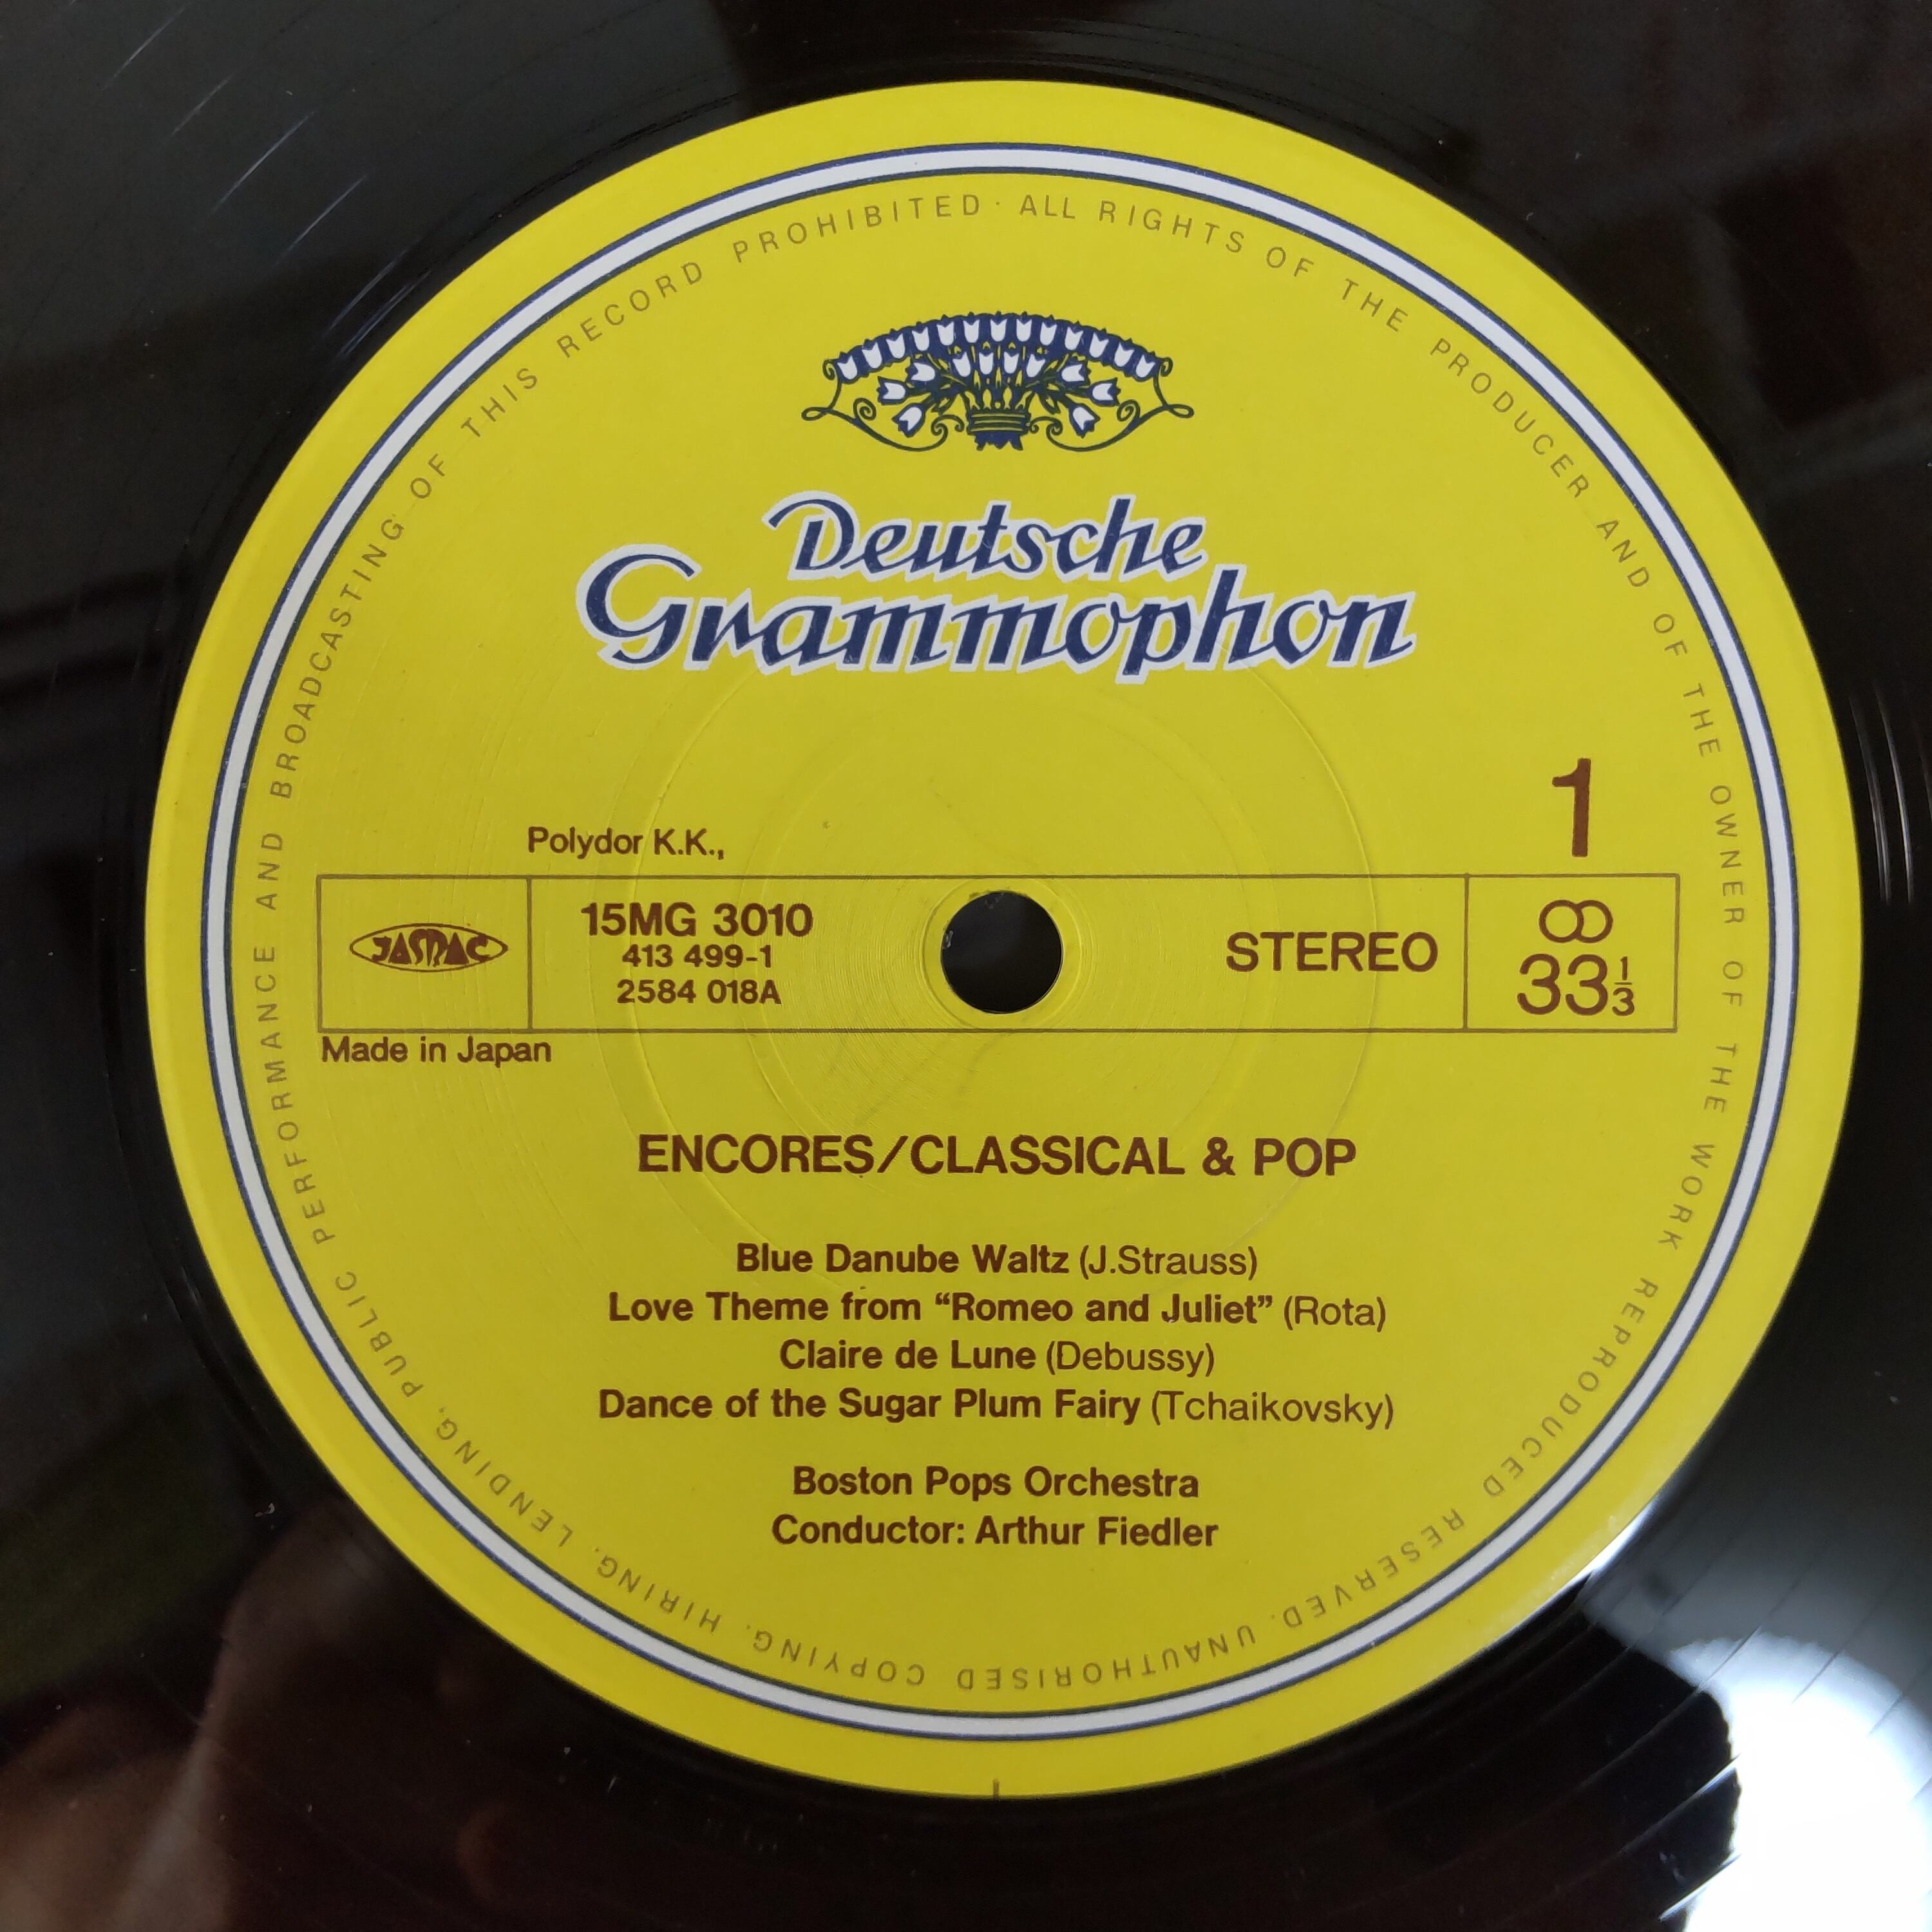 PUBLIC PERFORMANCE AND BROADCASTING OF THIS RECORD PROHIBITED · ALL RIGHTS OF THE PRODUCER AND OF THE OWNER OF THE WORK REPRODUCED RESERVED. UNAUTHORISED COPYING, HIRING, LENDING,
Deutsche
Grammophon
1
Polydor K.K.,
JASRAC
15MG 3010
413 499-1
2584 018A
STEREO
33⅓
Made in Japan
ENCORES/CLASSICAL & POP
Blue Danube Waltz (J.Strauss)
Love Theme from “Romeo and Juliet” (Rota)
Claire de Lune (Debussy)
Dance of the Sugar Plum Fairy (Tchaikovsky)
Boston Pops Orchestra
Conductor: Arthur Fiedler